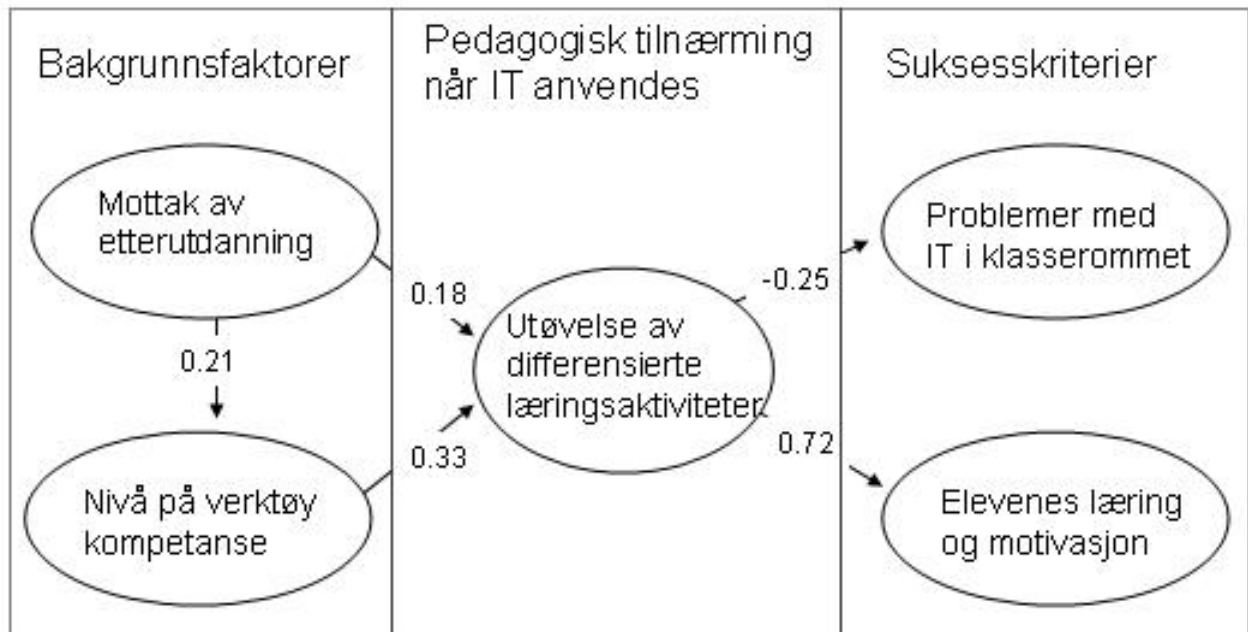 Bakgrunnsfaktorer
Mottak av
etterutdanning
0.21
Nivå på verktøy
kompetanse
Pedagogisk tilnærming
når IT anvendes
0.18
0.33
Utøvelse av
differensierte
læringsaktiviteter.
-0.25
0.72
Suksesskriterier
Problemer med
IT i klasserommet
Elevenes læring
og motivasjon